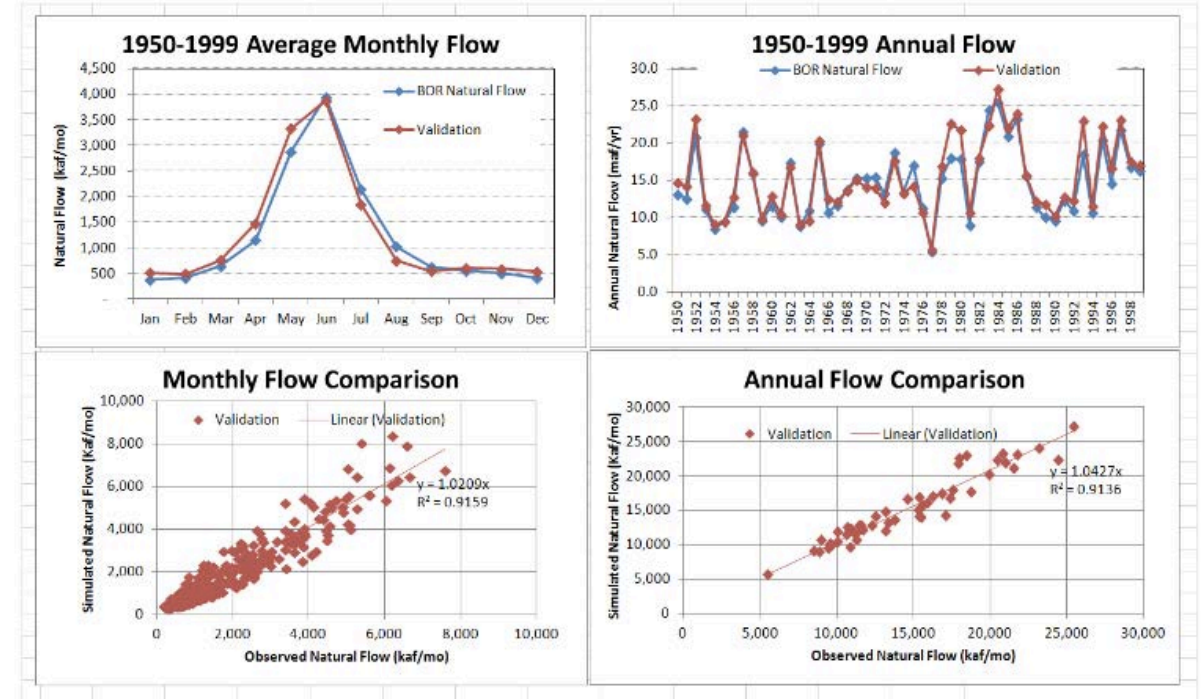 1950-1999 Average Monthly Flow
4,500
4,000
3,500
3,000
2,500
2,000
1,500
1,000
500
-
Natural Flow (kaf/mo)
BOR Natural Flow
Validation
Jan Feb Mar Apr May Jun Jul Aug Sep Oct Nov Dec
1950-1999 Annual Flow
30.0
25.0
20.0
15.0
10.0
5.0
0.0
Annual Natural Flow (maf/yr)
BOR Natural Flow
Validation
1950 1952 1954 1956 1958 1960 1962 1964 1966 1968 1970 1972 1974 1976 1978 1980 1982 1984 1986 1988 1990 1992 1994 1996 1998
Monthly Flow Comparison
10,000
8,000
6,000
4,000
2,000
0
Simulated Natural Flow (Kaf/mo)
Validation
Linear (Validation)
y = 1.0209x
R² = 0.9159
0 2,000 4,000 6,000 8,000 10,000
Observed Natural Flow (kaf/mo)
Annual Flow Comparison
30,000
25,000
20,000
15,000
10,000
5,000
0
Simulated Natural Flow (Kaf/mo)
Validation
Linear (Validation)
y = 1.0427x
R² = 0.9136
0 5,000 10,000 15,000 20,000 25,000 30,000
Observed Natural Flow (kaf/mo)